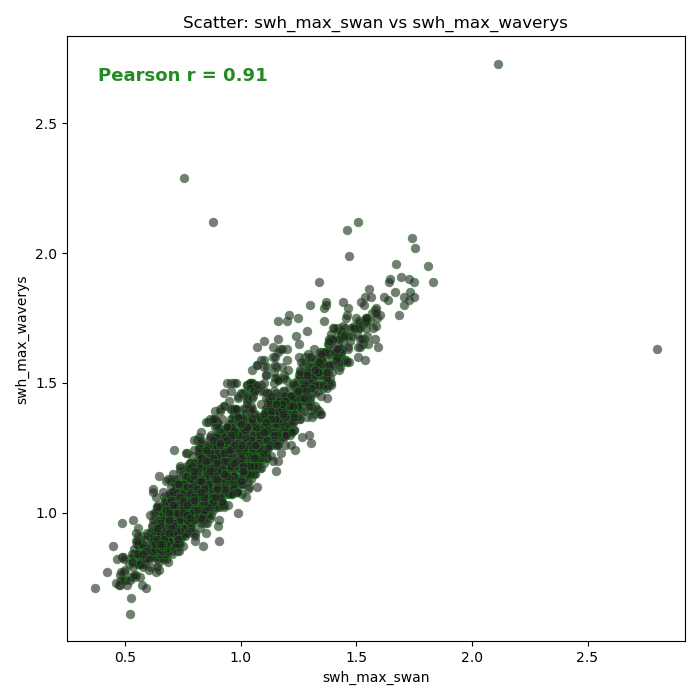 Scatter: swh_max_swan vs swh_max_waverys
Pearson r = 0.91
2.5
2.0
1.5
1.0
swh_max_waverys
0.5
1.0
1.5
2.0
2.5
swh_max_swan